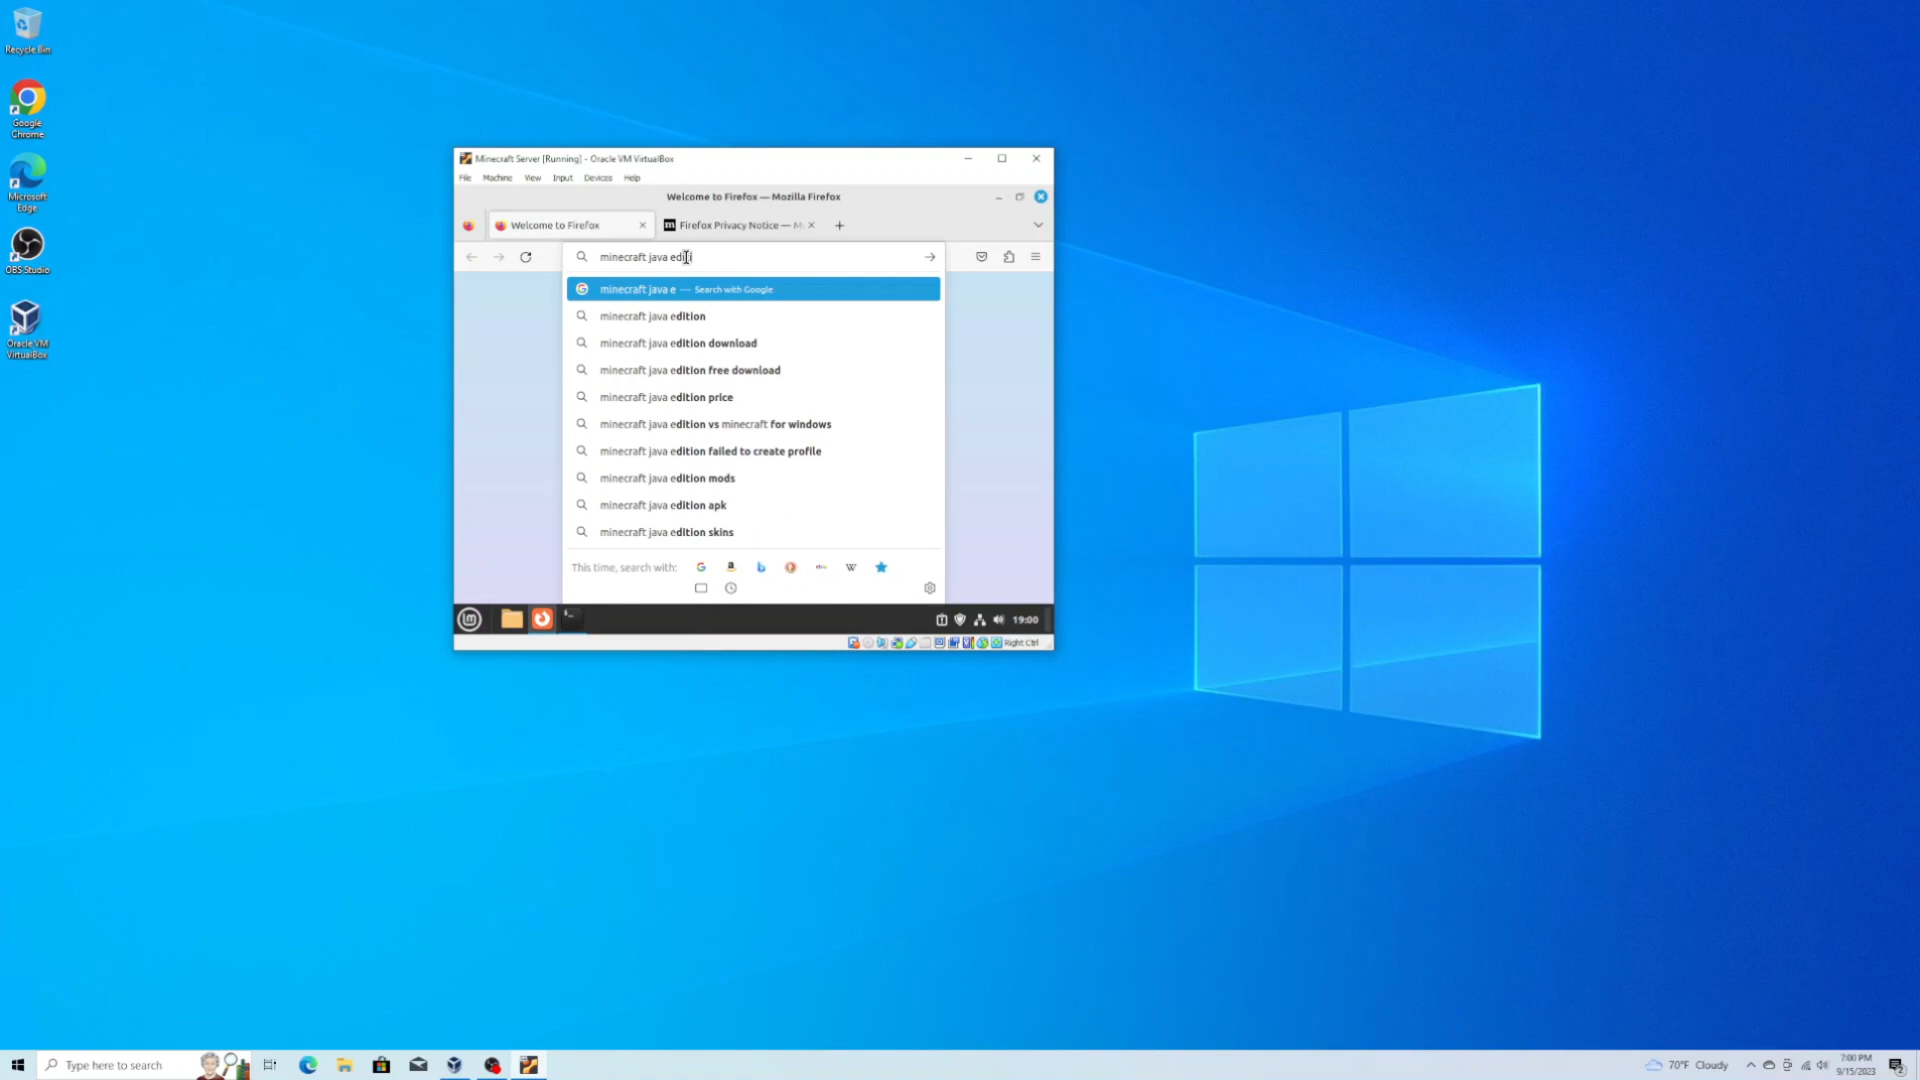 Recycle Bin
Google
Chrome
Microsoft
Edge
OBS Studio
Oracle VM
VirtualBox
Minecraft Server [Running] - Oracle VM VirtualBox
File Machine View Input Devices Help
Welcome to Firefox — Mozilla Firefox
Welcome to Firefox
Firefox Privacy Notice —
minecraft java editi
minecraft java e — Search with Google
minecraft java edition
minecraft java edition download
minecraft java edition free download
minecraft java edition price
minecraft java edition vs minecraft for windows
minecraft java edition failed to create profile
minecraft java edition mods
minecraft java edition apk
minecraft java edition skins
This time, search with:
19:00
Right Ctrl
Type here to search
70°F Cloudy
7:00 PM
9/15/2023